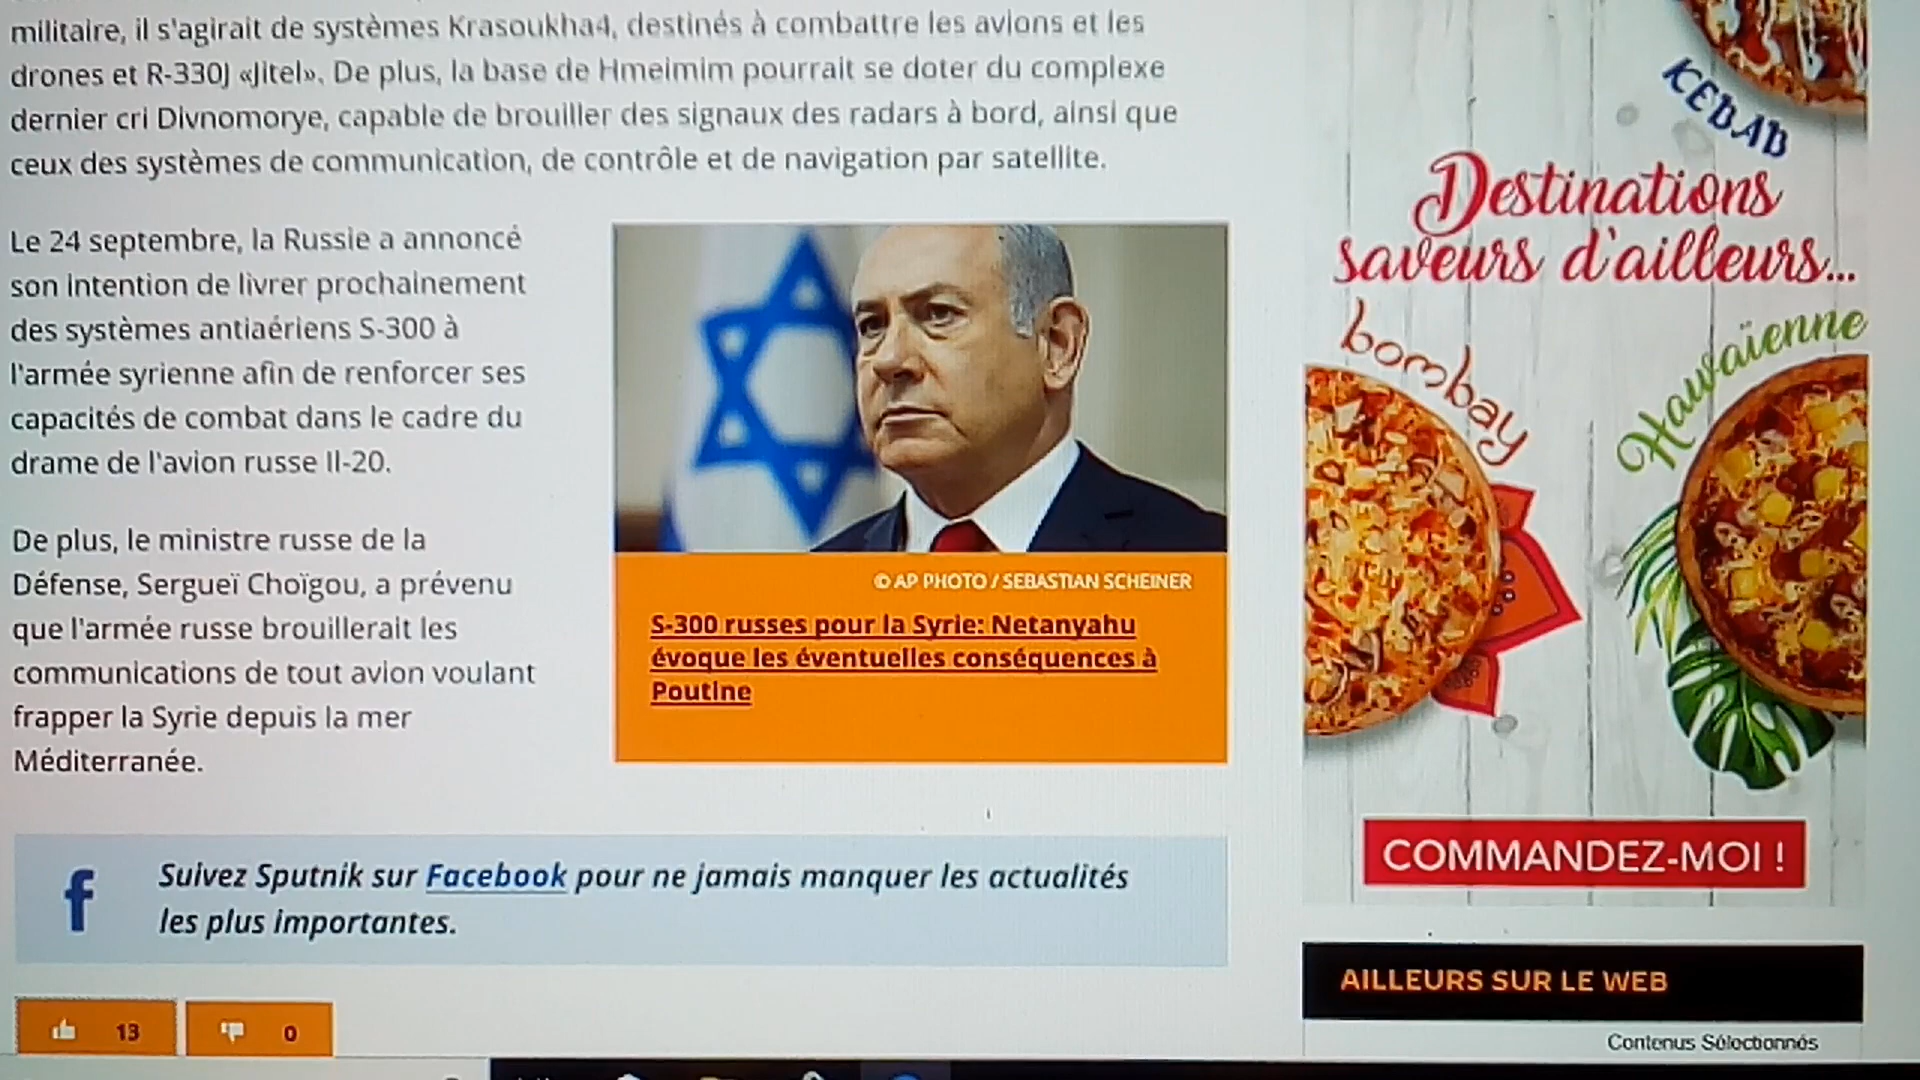 militaire, il s'agirait de systèmes Krasoukha4, destinés à combattre les avions et les
drones et R-330J «Jitel». De plus, la base de Hmeimim pourrait se doter du complexe
dernier cri Divnomorye, capable de brouiller des signaux des radars à bord, ainsi que
ceux des systèmes de communication, de contrôle et de navigation par satellite.
Le 24 septembre, la Russie a annoncé
son intention de livrer prochainement
des systèmes antiaériens S-300 à
l'armée syrienne afin de renforcer ses
capacités de combat dans le cadre du
drame de l'avion russe Il-20.
De plus, le ministre russe de la
Défense, Sergueï Choïgou, a prévenu
que l'armée russe brouillerait les
communications de tout avion voulant
frapper la Syrie depuis la mer
Méditerranée.
© AP PHOTO / SEBASTIAN SCHEINER
S-300 russes pour la Syrie: Netanyahu
évoque les éventuelles conséquences à
Poutine
f
Suivez Sputnik sur Facebook pour ne jamais manquer les actualités
les plus importantes.
13
0
KEBAB
Destinations
saveurs d'ailleurs...
bombay
Hawaïenne
COMMANDEZ-MOI !
AILLEURS SUR LE WEB
Contenus Sélectionnés